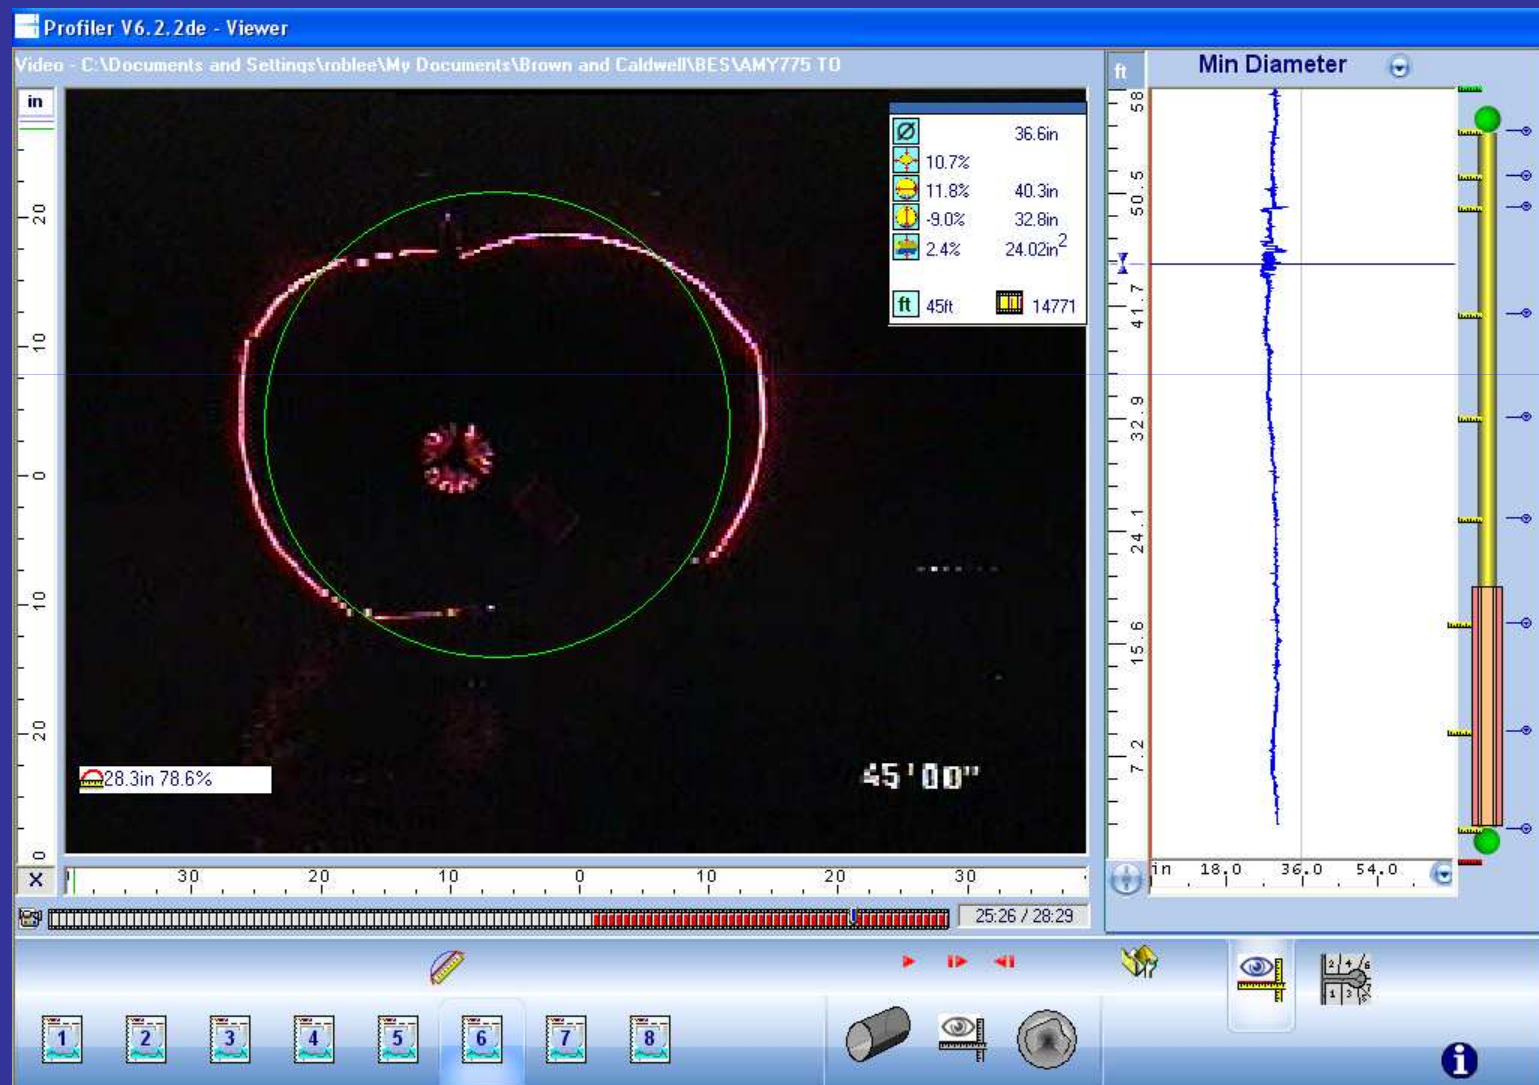 Profiler V6.2.2de - Viewer
Video - C:\Documents and Settings\roblee\My Documents\Brown and Caldwell\BES\AMY775 TO
ft
Min Diameter
in
36.6in
10.7%
11.8% 40.3in
-9.0% 32.8in
2.4% 24.02in2
ft 45ft 14771
20
10
0
10
20
0
58
50.5
41.7
32.9
24.1
15.6
7.2
28.3in 78.6%
45'00"
X
30 20 10 0 10 20 30
in 18.0 36.0 54.0
25:26 / 28:29
1 2 3 4 5 6 7 8